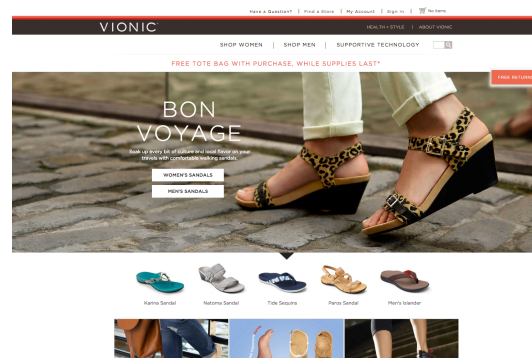 Have a Question? | Find a Store | My Account | Sign In | No Items
VIONIC
HEALTH + STYLE | ABOUT VIONIC
SHOP WOMEN | SHOP MEN | SUPPORTIVE TECHNOLOGY
FREE TOTE BAG WITH PURCHASE, WHILE SUPPLIES LAST*
FREE RETURNS
BON
VOYAGE
Soak up every bit of culture and local flavor on your
travels with comfortable walking sandals.
WOMEN'S SANDALS
MEN'S SANDALS
Karina Sandal
Natoma Sandal
Tide Sequins
Paros Sandal
Men's Islander